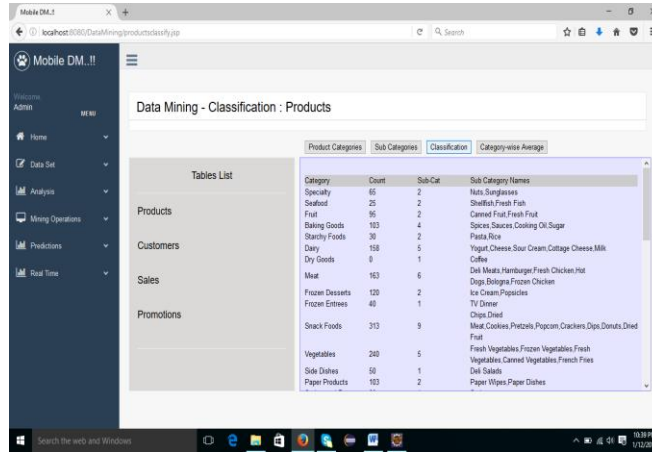 Mobile DM..!!
localhost:8080/DataMining/productsclassify.jsp
Search
Mobile DM..!!
Welcome,
Admin
MENU
Home
Data Set
Analysis
Mining Operations
Predictions
Real Time
Data Mining - Classification : Products
Product Categories Sub Categories Classification Category-wise Average
Tables List
Products
Customers
Sales
Promotions
Category Count Sub-Cat Sub Category Names
Specialty 65 2 Nuts,Sunglasses
Seafood 25 2 Shellfish,Fresh Fish
Fruit 95 2 Canned Fruit,Fresh Fruit
Baking Goods 103 4 Spices,Sauces,Cooking Oil,Sugar
Starchy Foods 30 2 Pasta,Rice
Dairy 158 5 Yogurt,Cheese,Sour Cream,Cottage Cheese,Milk
Dry Goods 0 1 Coffee
Meat 163 6 Deli Meats,Hamburger,Fresh Chicken,Hot
Dogs,Bologna,Frozen Chicken
Frozen Desserts 120 2 Ice Cream,Popsicles
Frozen Entrees 40 1 TV Dinner
Snack Foods 313 9 Chips,Dried
Meat,Cookies,Pretzels,Popcorn,Crackers,Dips,Donuts,Dried
Fruit
Vegetables 240 5 Fresh Vegetables,Frozen Vegetables,Fresh
Vegetables,Canned Vegetables,French Fries
Side Dishes 50 1 Deli Salads
Paper Products 103 2 Paper Wipes,Paper Dishes
Search the web and Windows
10:38 P
1/12/20